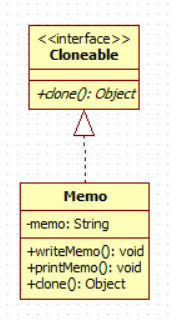 <<interface>>
Cloneable
+clone(): Object
Memo
-memo: String
+writeMemo(): void
+printMemo(): void
+clone(): Object